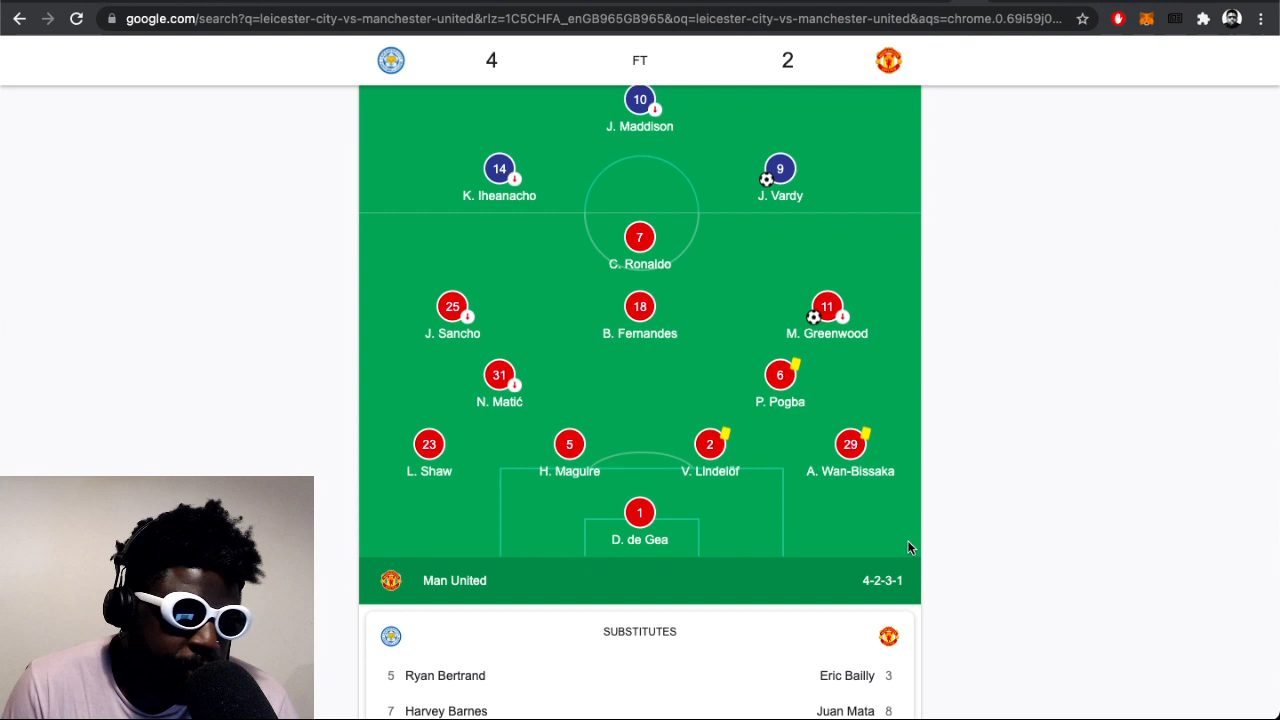 google.com/search?q=leicester-city-vs-manchester-united&rlz=1C5CHFA_enGB965GB965&oq=leicester-city-vs-manchester-united&aqs=chrome.0.69i59j0...
4 FT 2
10
J. Maddison
14 9
K. Iheanacho J. Vardy
7
C. Ronaldo
25 18 11
J. Sancho B. Fernandes M. Greenwood
31 6
N. Matić P. Pogba
23 5 2 29
L. Shaw H. Maguire V. Lindelöf A. Wan-Bissaka
1
D. de Gea
Man United 4-2-3-1
SUBSTITUTES
5 Ryan Bertrand Eric Bailly 3
7 Harvey Barnes Juan Mata 8